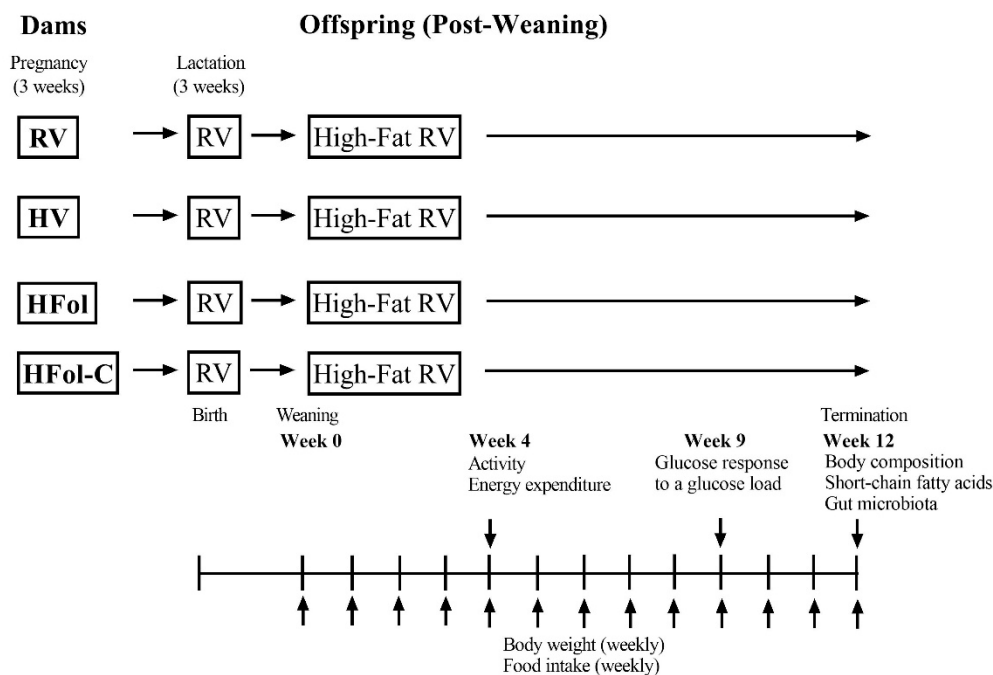 Dams
Offspring (Post-Weaning)
Pregnancy
(3 weeks)
Lactation
(3 weeks)
RV
RV
High-Fat RV
HV
RV
High-Fat RV
HFol
RV
High-Fat RV
HFol-C
RV
High-Fat RV
Birth
Weaning
Week 0
Week 4
Activity
Energy expenditure
Week 9
Glucose response
to a glucose load
Termination
Week 12
Body composition
Short-chain fatty acids
Gut microbiota
Body weight (weekly)
Food intake (weekly)